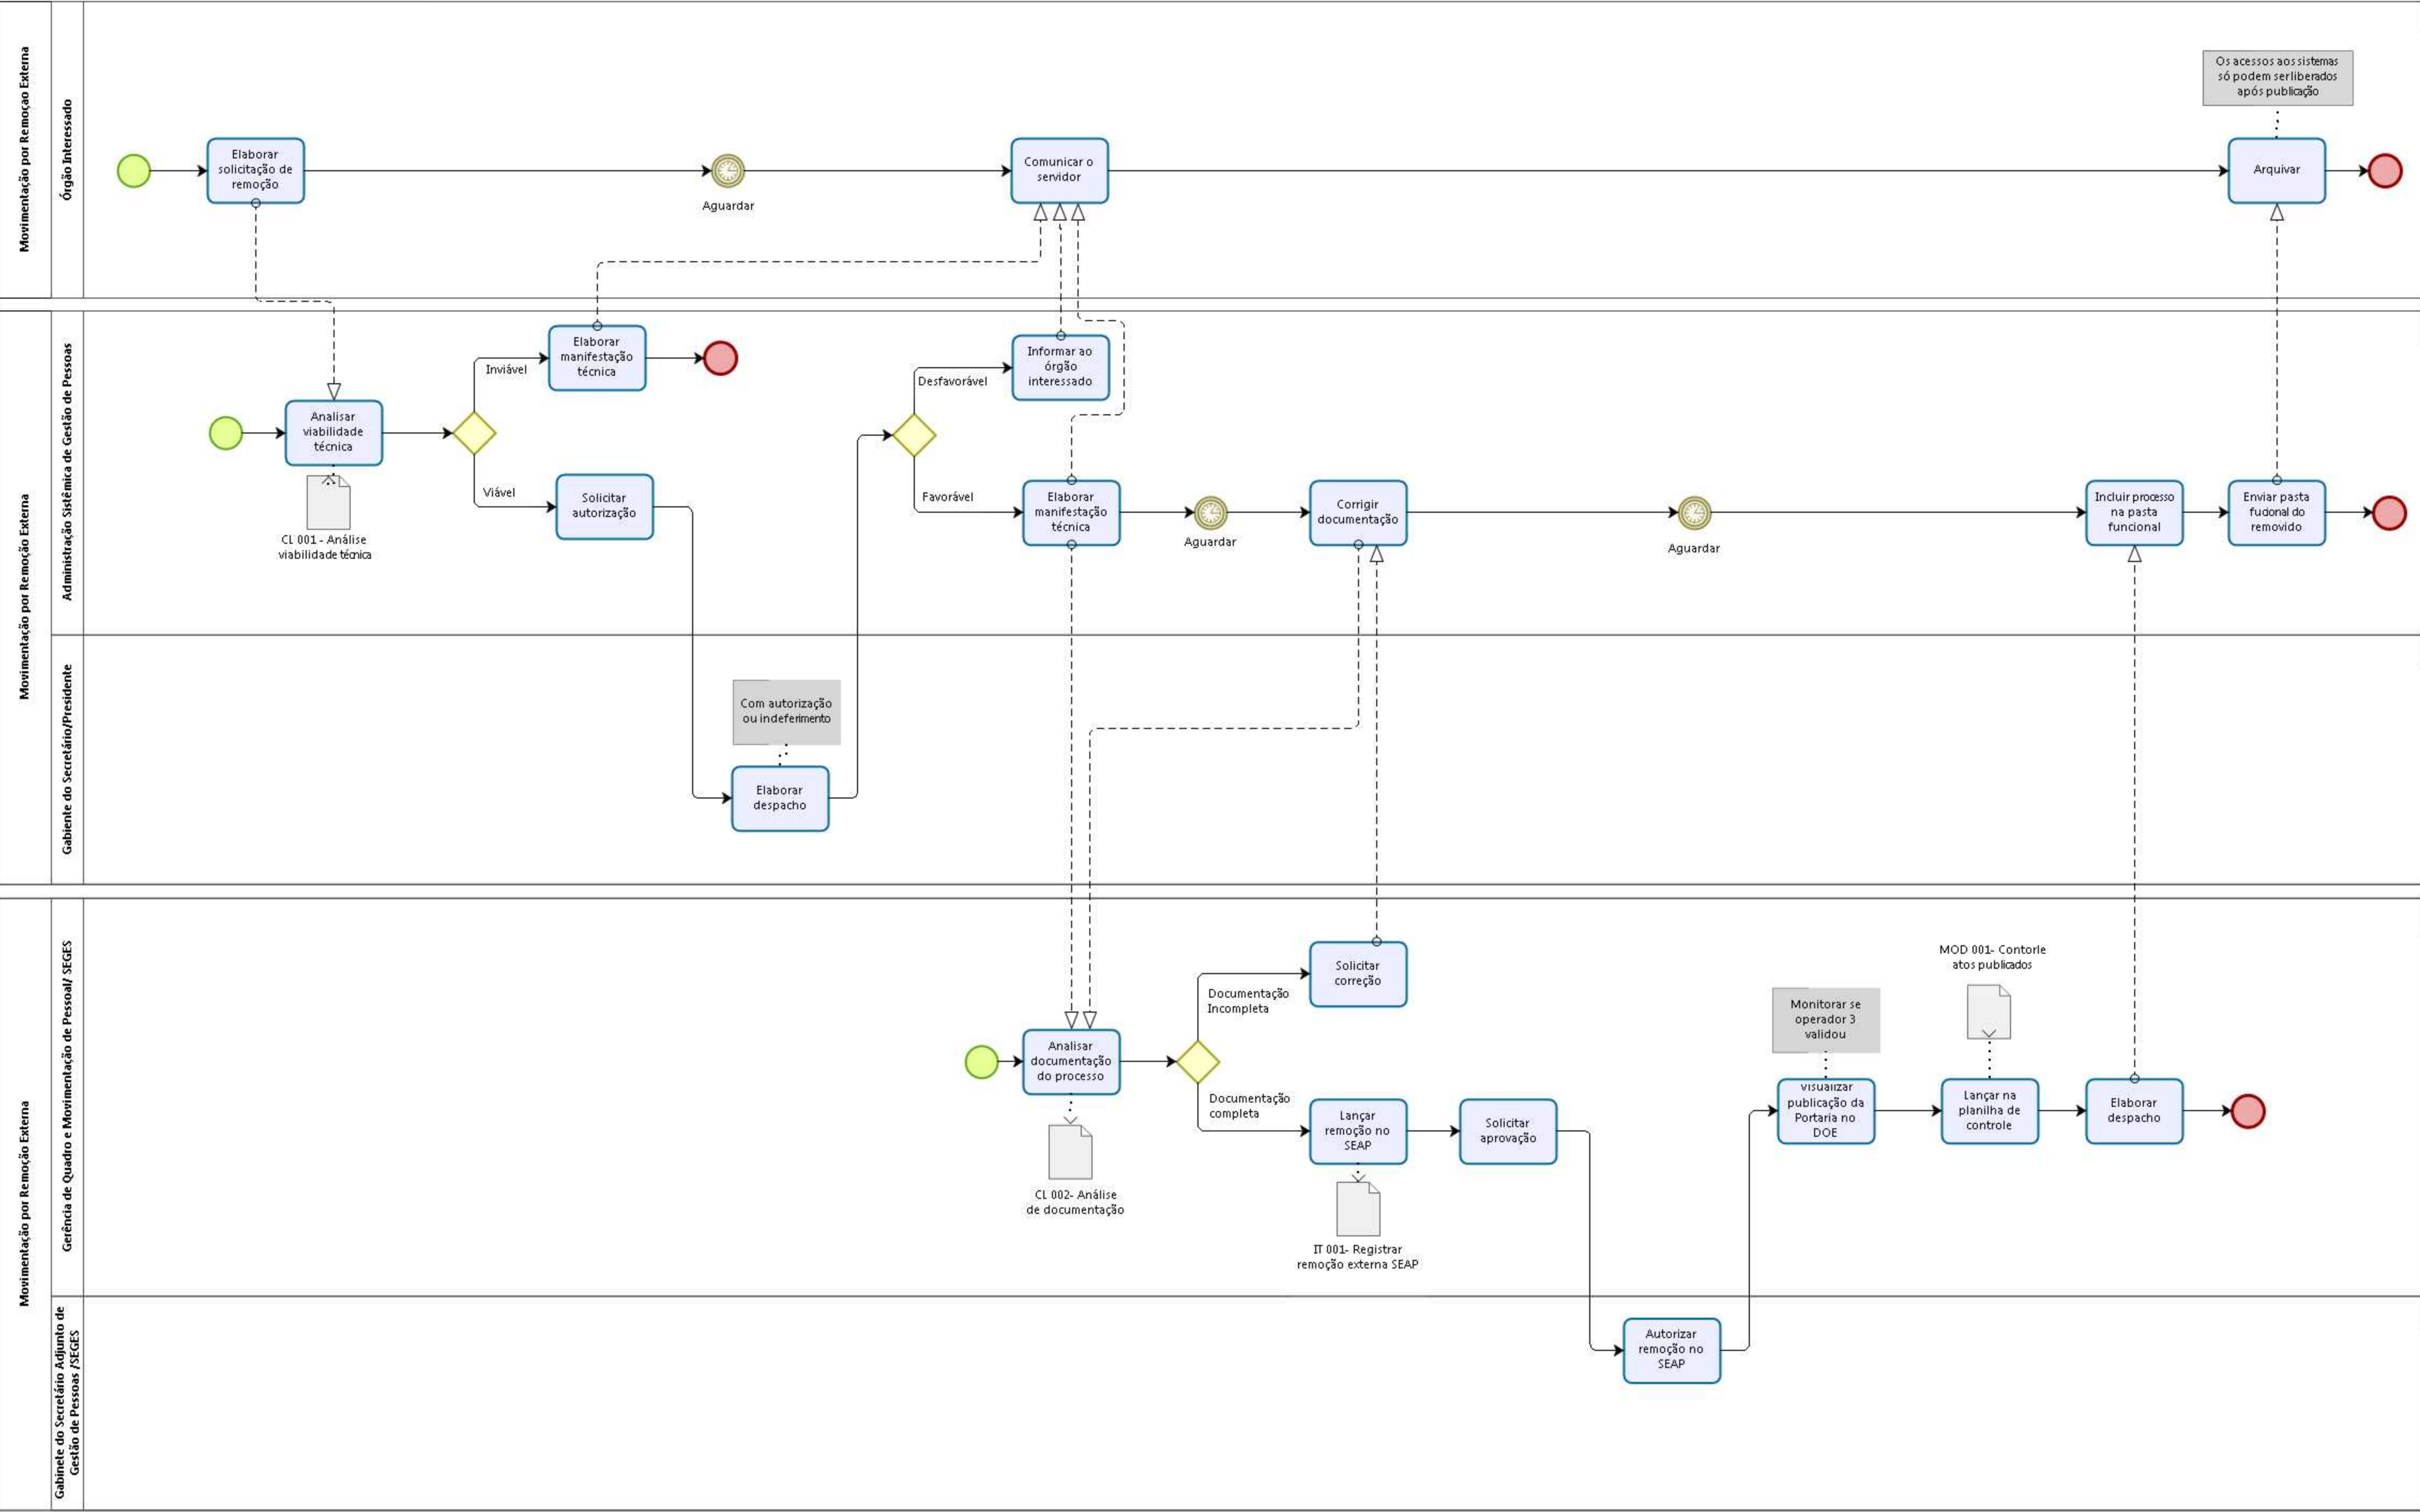 Movimentação por Remoção Externa
Órgão Interessado
Os acessos aos sistemas
só podem ser liberados
após publicação
Elaborar
solicitação de
remoção
Aguardar
Comunicar o
servidor
Arquivar
Movimentação por Remoção Externa
Administração Sistêmica de Gestão de Pessoas
Elaborar
manifestação
técnica
Inviável
Analisar
viabilidade
técnica
Viável
Solicitar
autorização
CL 001 - Análise
viabilidade técnica
Informar ao
órgão
interessado
Desfavorável
Favorável
Elaborar
manifestação
técnica
Aguardar
Corrigir
documentação
Aguardar
Incluir processo
na pasta
funcional
Enviar pasta
fucional do
removido
Gabiente do Secretário/Presidente
Com autorização
ou indeferimento
Elaborar
despacho
Movimentação por Remoção Externa
Gerência de Quadro e Movimentação de Pessoal/ SEGES
Solicitar
correção
Documentação
Incompleta
Analisar
documentação
do processo
Documentação
completa
CL 002- Análise
de documentação
Lançar
remoção no
SEAP
IT 001- Registrar
remoção externa SEAP
Solicitar
aprovação
Monitorar se
operador 3
validou
visualizar
publicação da
Portaria no
DOE
MOD 001- Contorle
atos publicados
Lançar na
planilha de
controle
Elaborar
despacho
Gabinete do Secretário Adjunto de
Gestão de Pessoas /SEGES
Autorizar
remoção no
SEAP